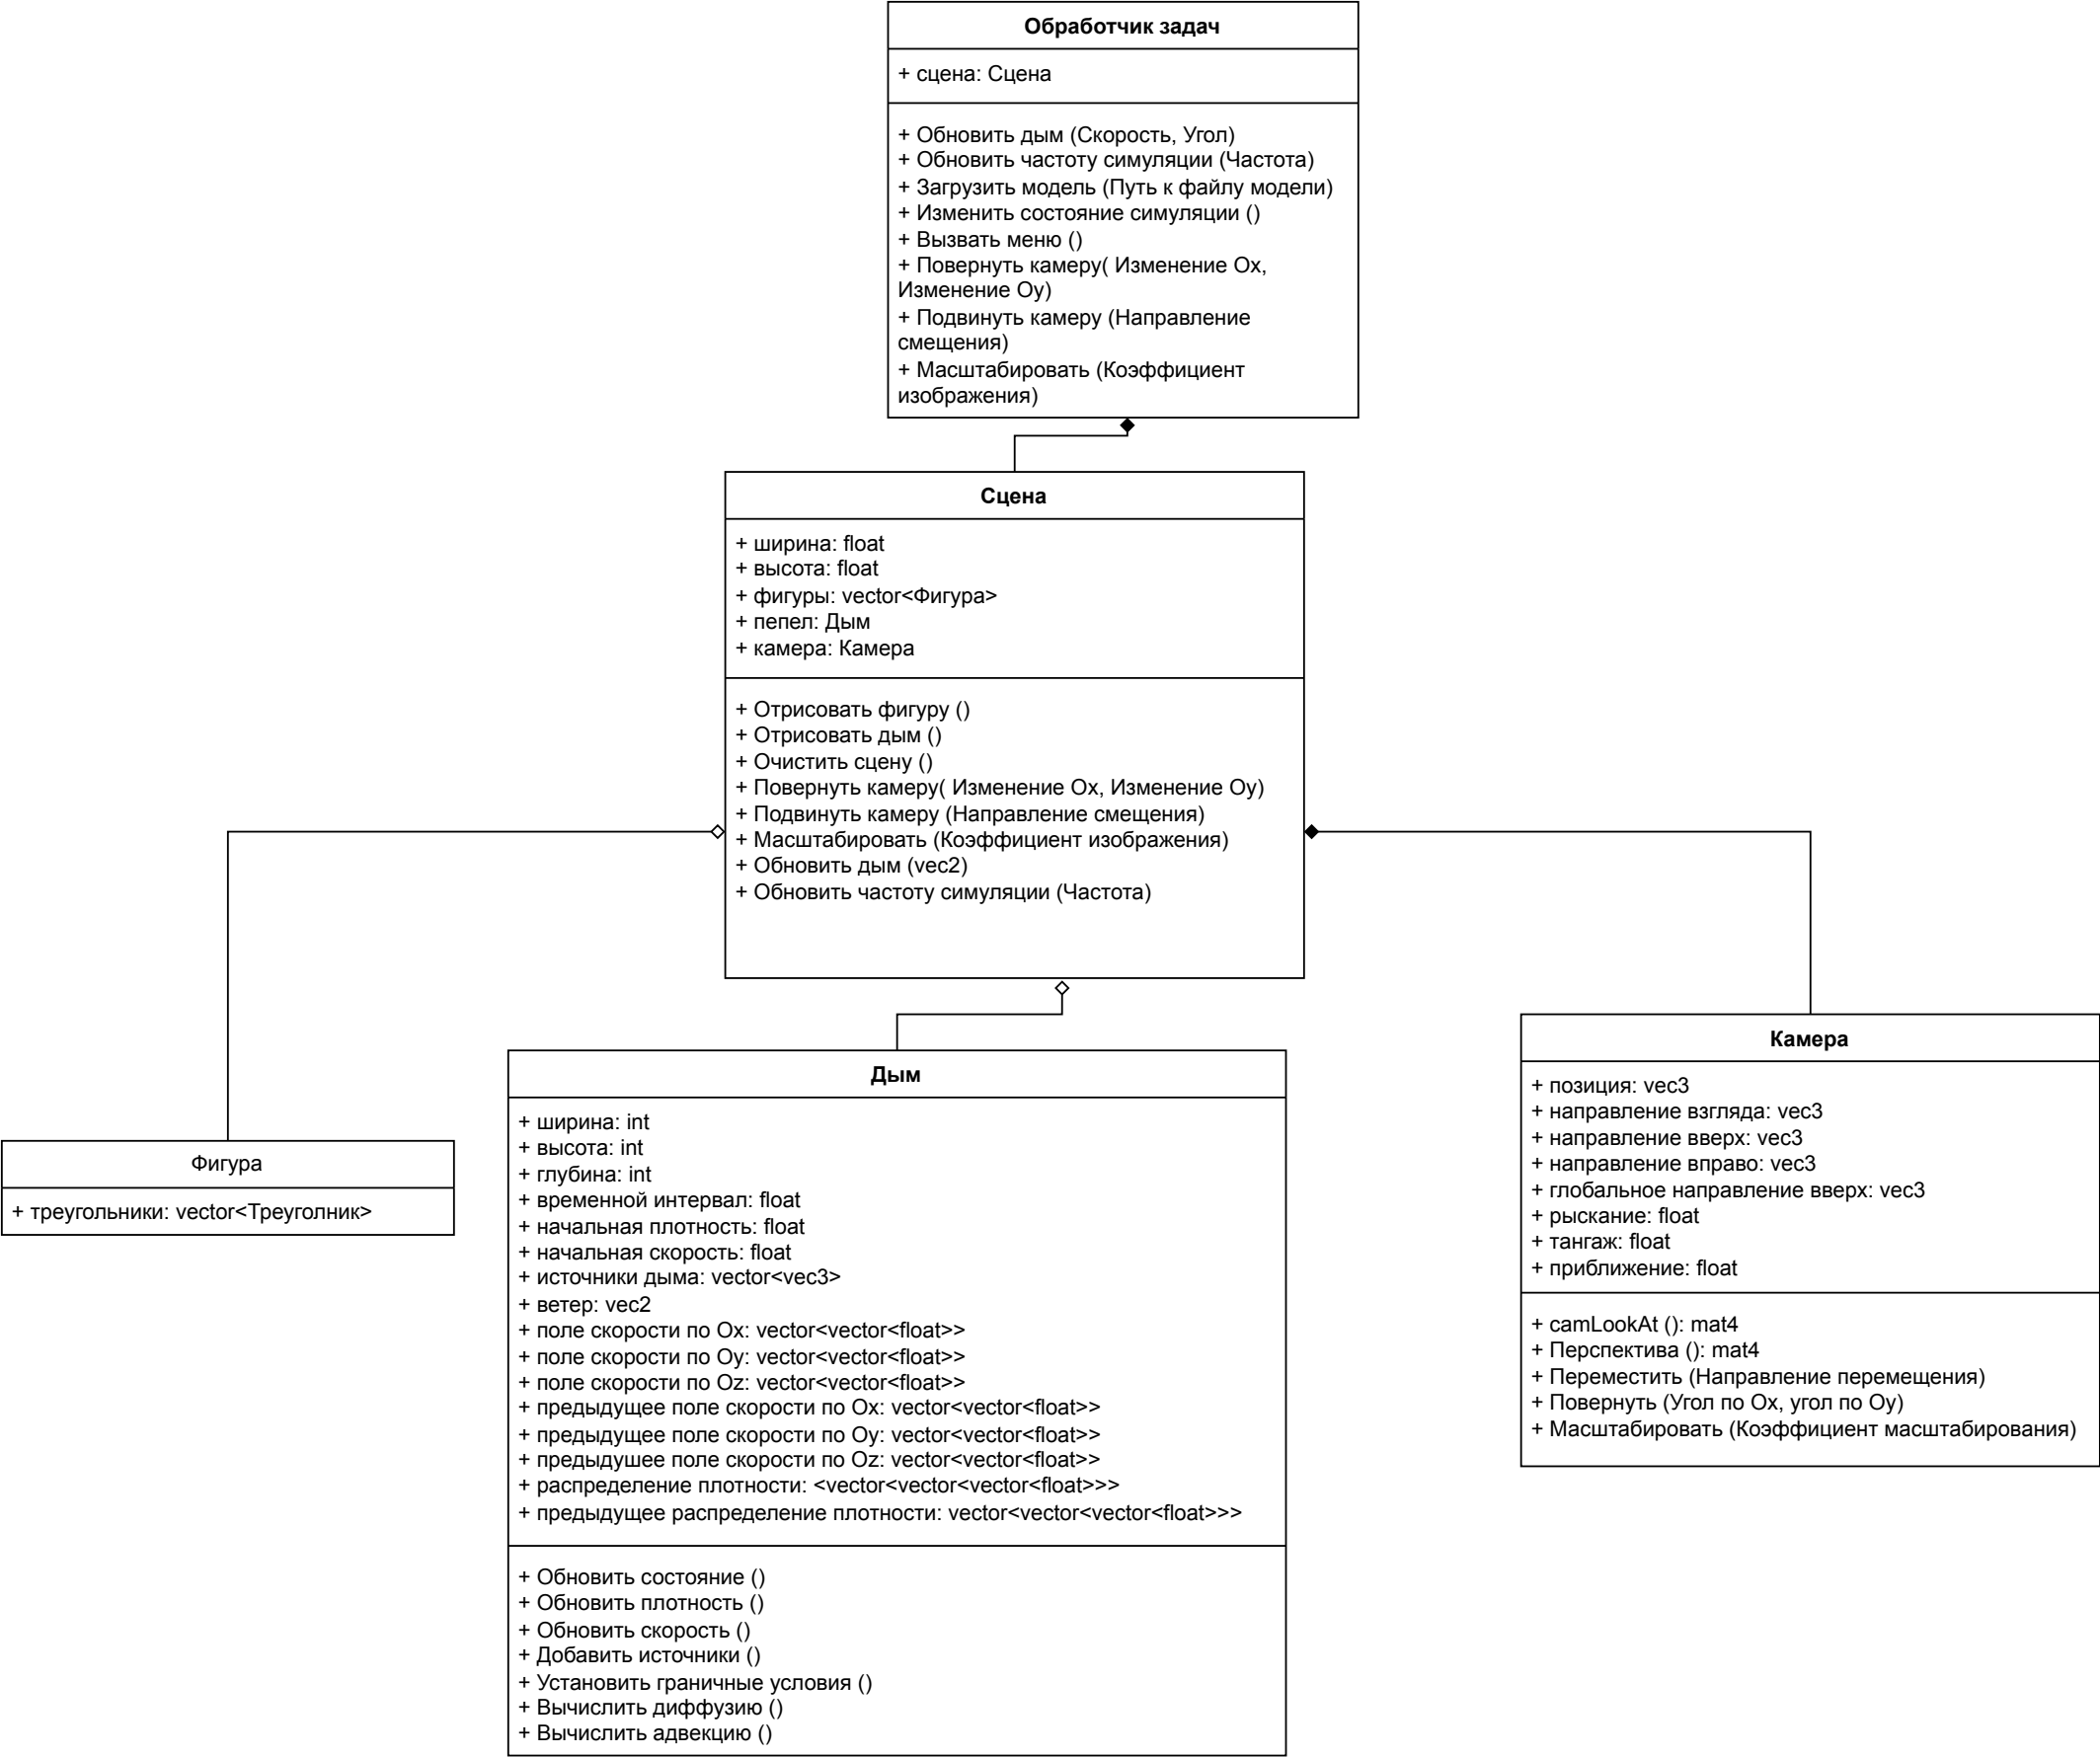 Обработчик задач
+ сцена: Сцена
+ Обновить дым (Скорость, Угол)
+ Обновить частоту симуляции (Частота)
+ Загрузить модель (Путь к файлу модели)
+ Изменить состояние симуляции ()
+ Вызвать меню ()
+ Повернуть камеру( Изменение Ox,
Изменение Oy)
+ Подвинуть камеру (Направление
смещения)
+ Масштабировать (Коэффициент
изображения)
Сцена
+ ширина: float
+ высота: float
+ фигуры: vector<Фигура>
+ пепел: Дым
+ камера: Камера
+ Отрисовать фигуру ()
+ Отрисовать дым ()
+ Очистить сцену ()
+ Повернуть камеру( Изменение Ox, Изменение Oy)
+ Подвинуть камеру (Направление смещения)
+ Масштабировать (Коэффициент изображения)
+ Обновить дым (vec2)
+ Обновить частоту симуляции (Частота)
Фигура
+ треугольники: vector<Треуголник>
Дым
+ ширина: int
+ высота: int
+ глубина: int
+ временной интервал: float
+ начальная плотность: float
+ начальная скорость: float
+ источники дыма: vector<vec3>
+ ветер: vec2
+ поле скорости по Ox: vector<vector<float>>
+ поле скорости по Oy: vector<vector<float>>
+ поле скорости по Oz: vector<vector<float>>
+ предыдущее поле скорости по Ox: vector<vector<float>>
+ предыдущее поле скорости по Oy: vector<vector<float>>
+ предыдушее поле скорости по Oz: vector<vector<float>>
+ распределение плотности: <vector<vector<vector<float>>>
+ предыдущее распределение плотности: vector<vector<vector<float>>>
+ Обновить состояние ()
+ Обновить плотность ()
+ Обновить скорость ()
+ Добавить источники ()
+ Установить граничные условия ()
+ Вычислить диффузию ()
+ Вычислить адвекцию ()
Камера
+ позиция: vec3
+ направление взгляда: vec3
+ направление вверх: vec3
+ направление вправо: vec3
+ глобальное направление вверх: vec3
+ рыскание: float
+ тангаж: float
+ приближение: float
+ camLookAt (): mat4
+ Перспектива (): mat4
+ Переместить (Направление перемещения)
+ Повернуть (Угол по Ox, угол по Oy)
+ Масштабировать (Коэффициент масштабирования)